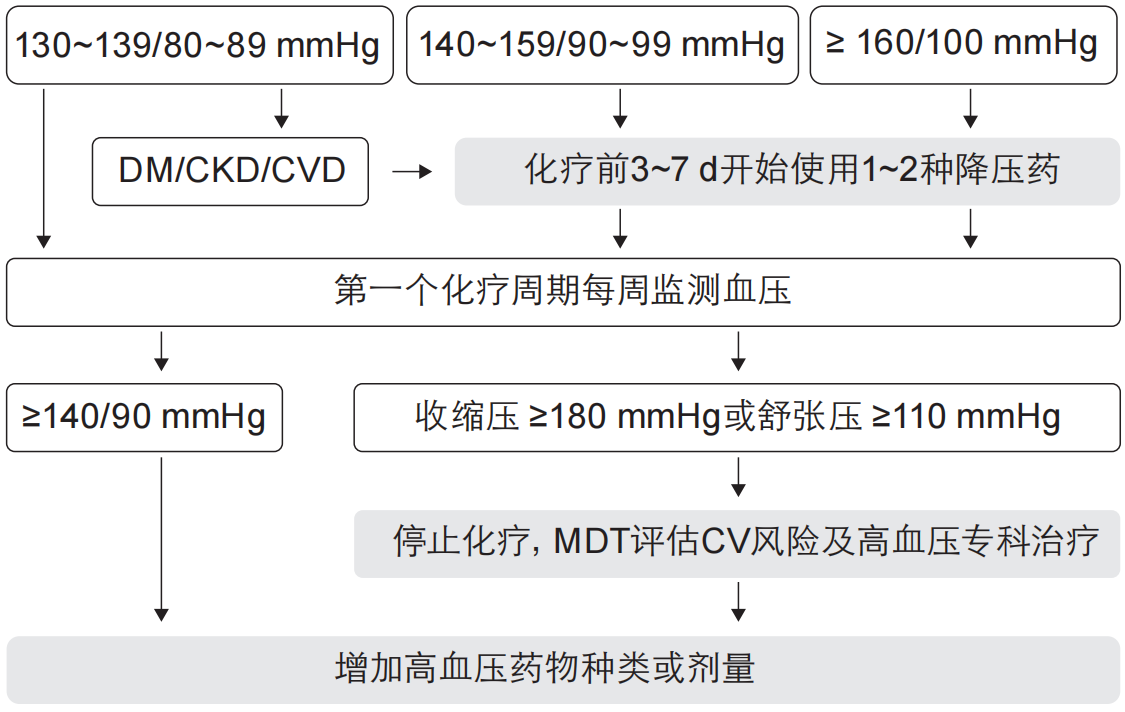 130~139/80~89 mmHg
140~159/90~99 mmHg
≥ 160/100 mmHg
DM/CKD/CVD
化疗前3~7 d开始使用1~2种降压药
第一个化疗周期每周监测血压
≥140/90 mmHg
收缩压 ≥180 mmHg或舒张压 ≥110 mmHg
停止化疗, MDT评估CV风险及高血压专科治疗
增加高血压药物种类或剂量